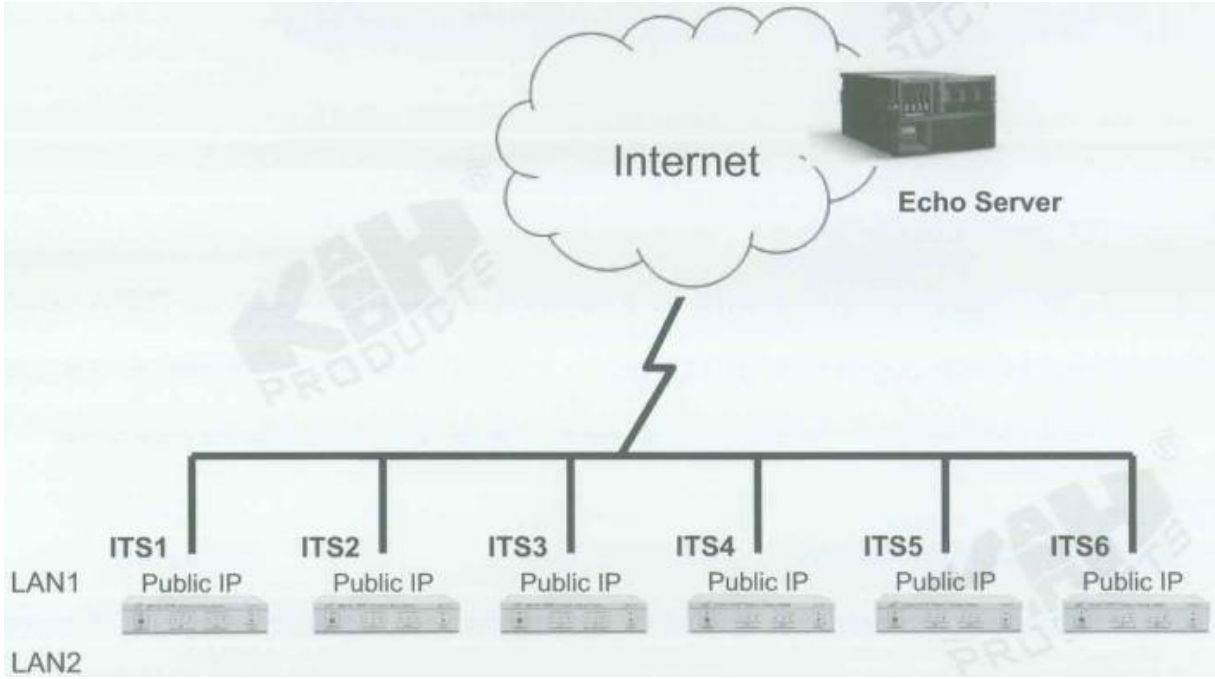 Internet
Echo Server
ITS1 ITS2 ITS3 ITS4 ITS5 ITS6
LAN1 Public IP Public IP Public IP Public IP Public IP Public IP
LAN2
K&H PRODUCTS ®